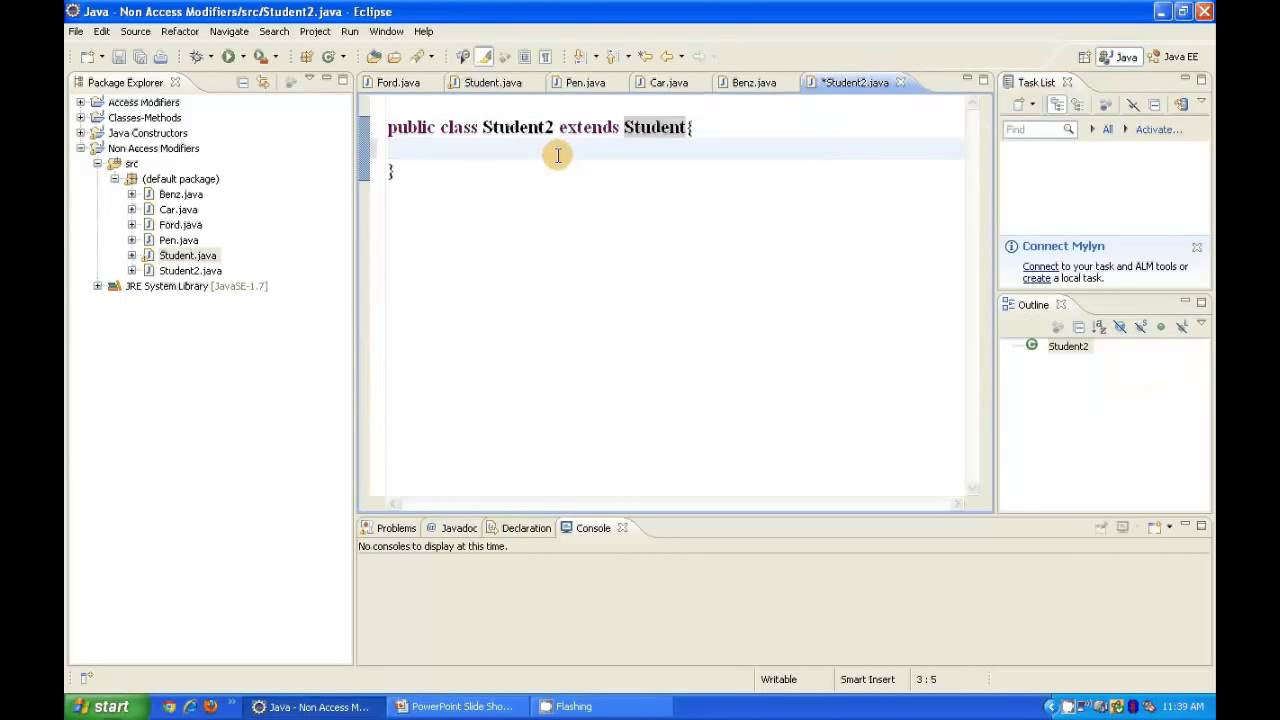 Java - Non Access Modifiers/src/Student2.java - Eclipse
File Edit Source Refactor Navigate Search Project Run Window Help
Java Java EE
Package Explorer
Access Modifiers
Classes-Methods
Java Constructors
Non Access Modifiers
src
(default package)
Benz.java
Car.java
Ford.java
Pen.java
Student.java
Student2.java
JRE System Library [JavaSE-1.7]
Ford.java Student.java Pen.java Car.java Benz.java *Student2.java
public class Student2 extends Student{
}
Task List
Find All Activate...
Connect Mylyn
Connect to your task and ALM tools or
create a local task.
Outline
Student2
Problems @ Javadoc Declaration Console
No consoles to display at this time.
Writable Smart Insert 3 : 5
start Java - Non Access M... PowerPoint Slide Sho... Flashing 11:39 AM